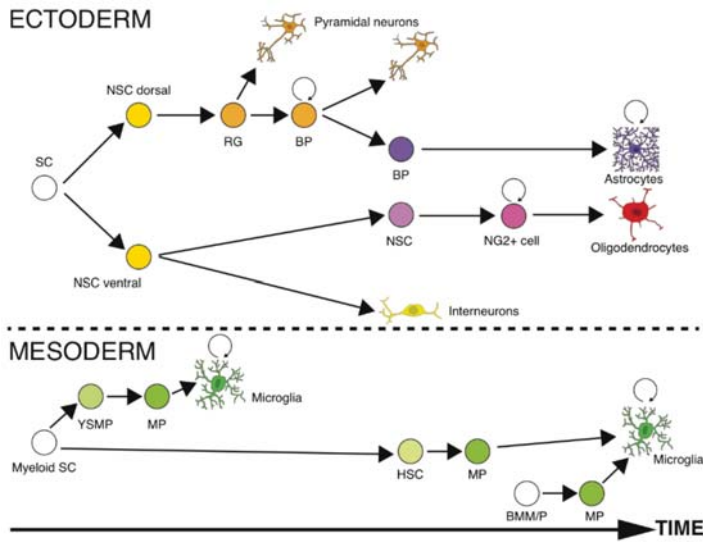 ECTODERM
Pyramidal neurons
NSC dorsal
RG
BP
SC
BP
Astrocytes
NSC
NG2+ cell
Oligodendrocytes
NSC ventral
Interneurons
MESODERM
YSMP
MP
Microglia
Myeloid SC
HSC
MP
Microglia
BMM/P
MP
TIME